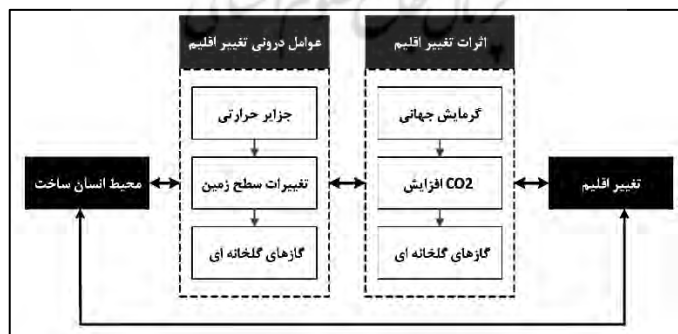 اثرات تغییر اقلیم
عوامل درونی تغییر اقلیم
گرمایش جهانی
جزایر حرارتی
تغییر اقلیم
افزایش CO2
تغییرات سطح زمین
محیط انسان ساخت
گازهای گلخانه ای
گازهای گلخانه ای